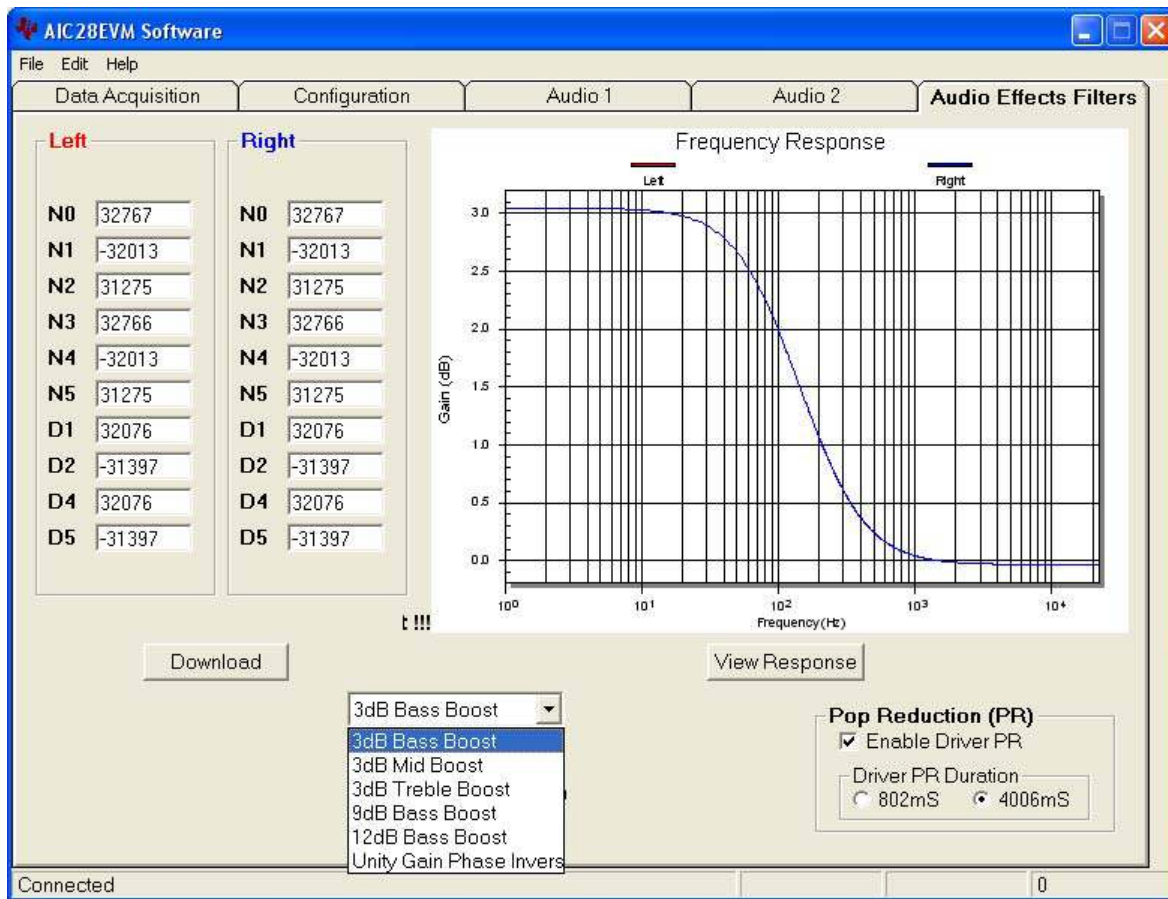 AIC28EVM Software
File Edit Help
Data Acquisition Configuration Audio 1 Audio 2 Audio Effects Filters
Left Right
N0 32767 N0 32767
N1 -32013 N1 -32013
N2 31275 N2 31275
N3 32766 N3 32766
N4 -32013 N4 -32013
N5 31275 N5 31275
D1 32076 D1 32076
D2 -31397 D2 -31397
D4 32076 D4 32076
D5 -31397 D5 -31397
t !!!
Frequency Response
Left Right
Gain (dB)
3.0
2.5
2.0
1.5
1.0
0.5
0.0
10⁰ 10¹ 10² 10³ 10⁴
Frequency(Hz)
Download
View Response
3dB Bass Boost
3dB Bass Boost
3dB Mid Boost
3dB Treble Boost
9dB Bass Boost
12dB Bass Boost
Unity Gain Phase Invers
Pop Reduction (PR)
Enable Driver PR
Driver PR Duration
802mS 4006mS
Connected 0